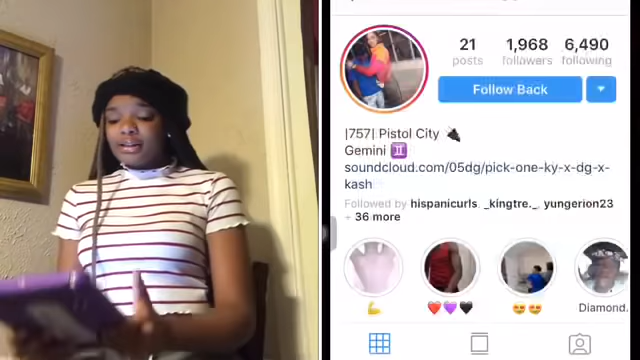 21
1,968
6,490
posts
followers
following
Follow Back
|757| Pistol City 🔌
Gemini ♊
soundcloud.com/05dg/pick-one-ky-x-dg-x-
kash
Followed by hispanicurls, _kingtre._, yungerion23
+ 36 more
💪
❤️💜🖤
😍😍
Diamond.